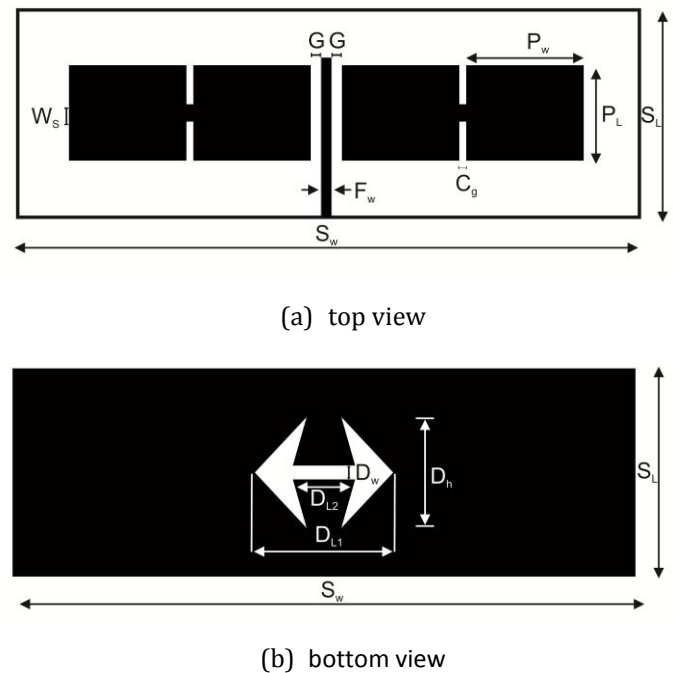 G G
P_w
W_S
P_L
S_L
C_g
F_w
S_w
(a) top view
D_w
D_h
S_L
D_L2
D_L1
S_w
(b) bottom view